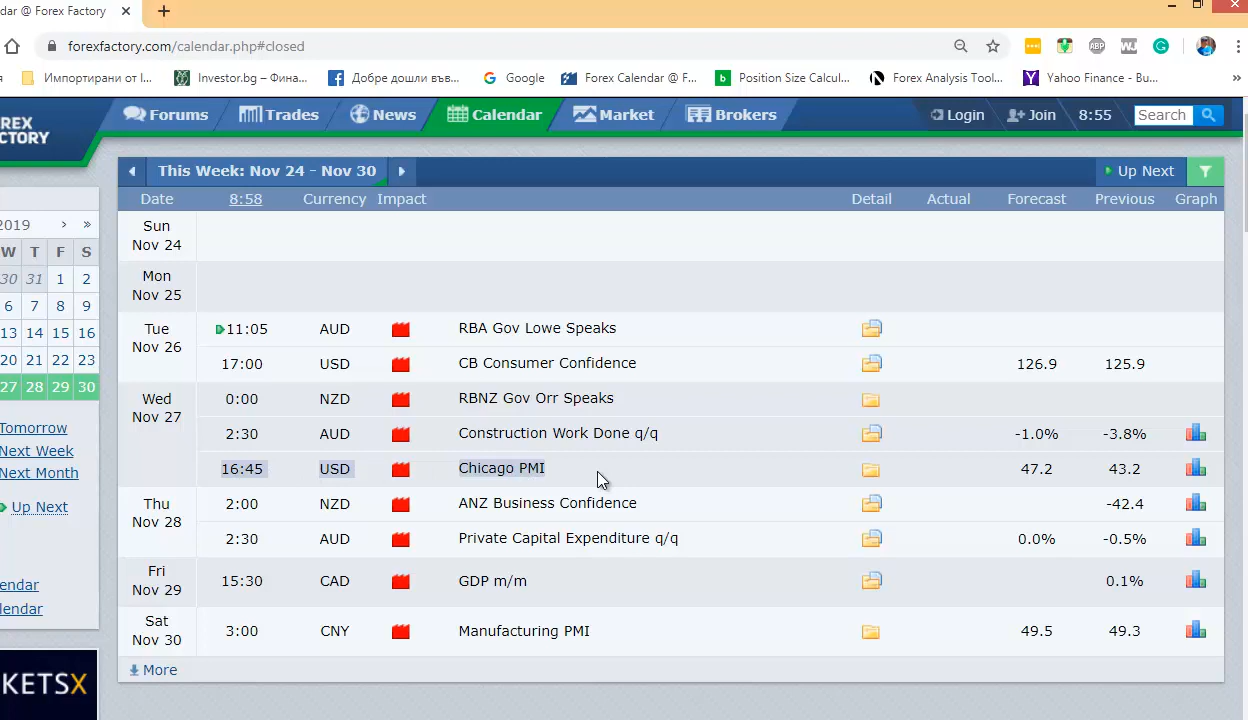 dar @ Forex Factory
forexfactory.com/calendar.php#closed
ABP
Импортирани от I...
Investor.bg – Фина...
Добре дошли във...
Google
Forex Calendar @ F...
Position Size Calcul...
Forex Analysis Tool...
Yahoo Finance - Bu...
REX
CTORY
Forums Trades News Calendar Market Brokers Login Join 8:55 Search
This Week: Nov 24 - Nov 30 Up Next
Date 8:58 Currency Impact Detail Actual Forecast Previous Graph
Sun
Nov 24
Mon
Nov 25
Tue
Nov 26
11:05 AUD RBA Gov Lowe Speaks
17:00 USD CB Consumer Confidence 126.9 125.9
Wed
Nov 27
0:00 NZD RBNZ Gov Orr Speaks
2:30 AUD Construction Work Done q/q -1.0% -3.8%
16:45 USD Chicago PMI 47.2 43.2
Thu
Nov 28
2:00 NZD ANZ Business Confidence -42.4
2:30 AUD Private Capital Expenditure q/q 0.0% -0.5%
Fri
Nov 29
15:30 CAD GDP m/m 0.1%
Sat
Nov 30
3:00 CNY Manufacturing PMI 49.5 49.3
More
2019 › »
W T F S
30 31 1 2
6 7 8 9
13 14 15 16
20 21 22 23
27 28 29 30
Tomorrow
Next Week
Next Month
Up Next
endar
lendar
KETSX